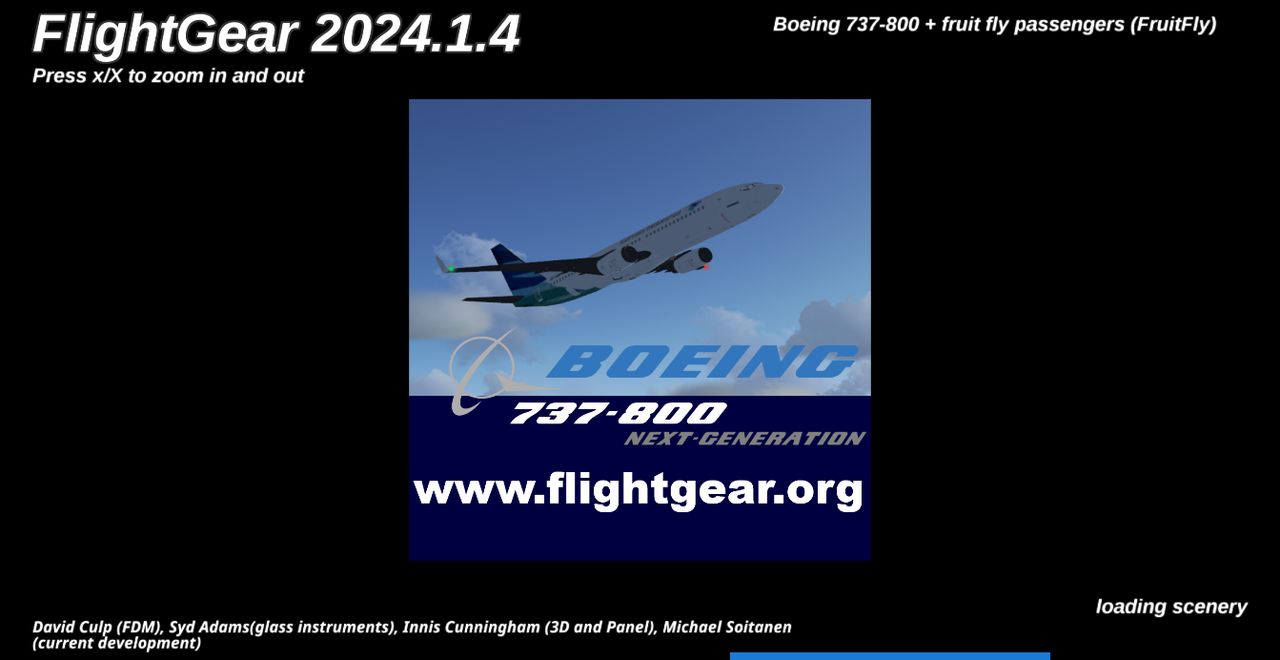 FlightGear 2024.1.4
Boeing 737-800 + fruit fly passengers (FruitFly)
Press x/X to zoom in and out
BOEING
737-800
NEXT-GENERATION
www.flightgear.org
loading scenery
David Culp (FDM), Syd Adams(glass instruments), Innis Cunningham (3D and Panel), Michael Soitanen
(current development)